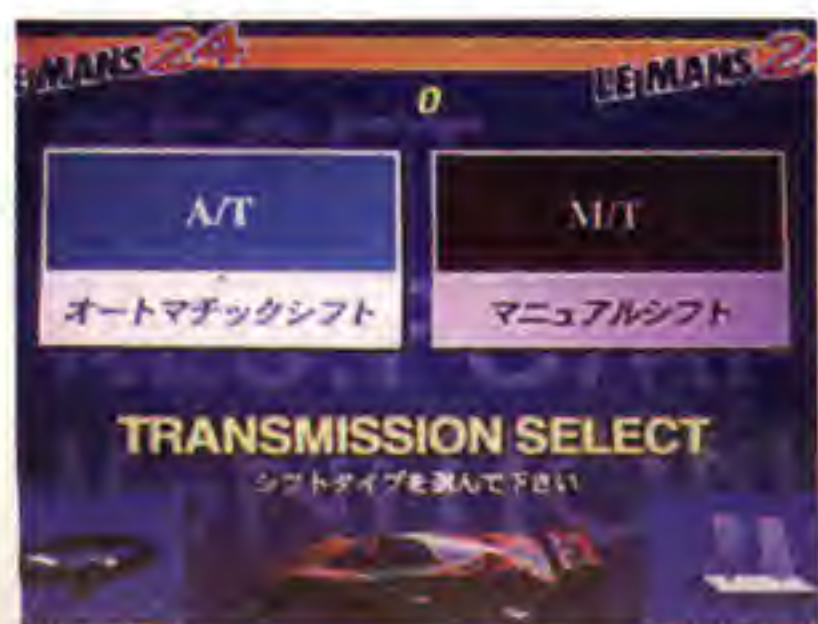 E MANS 24
LE MANS 2
0
A/T
M/T
オートマチックシフト
マニュアルシフト
TRANSMISSION SELECT
シフトタイプを選んで下さい